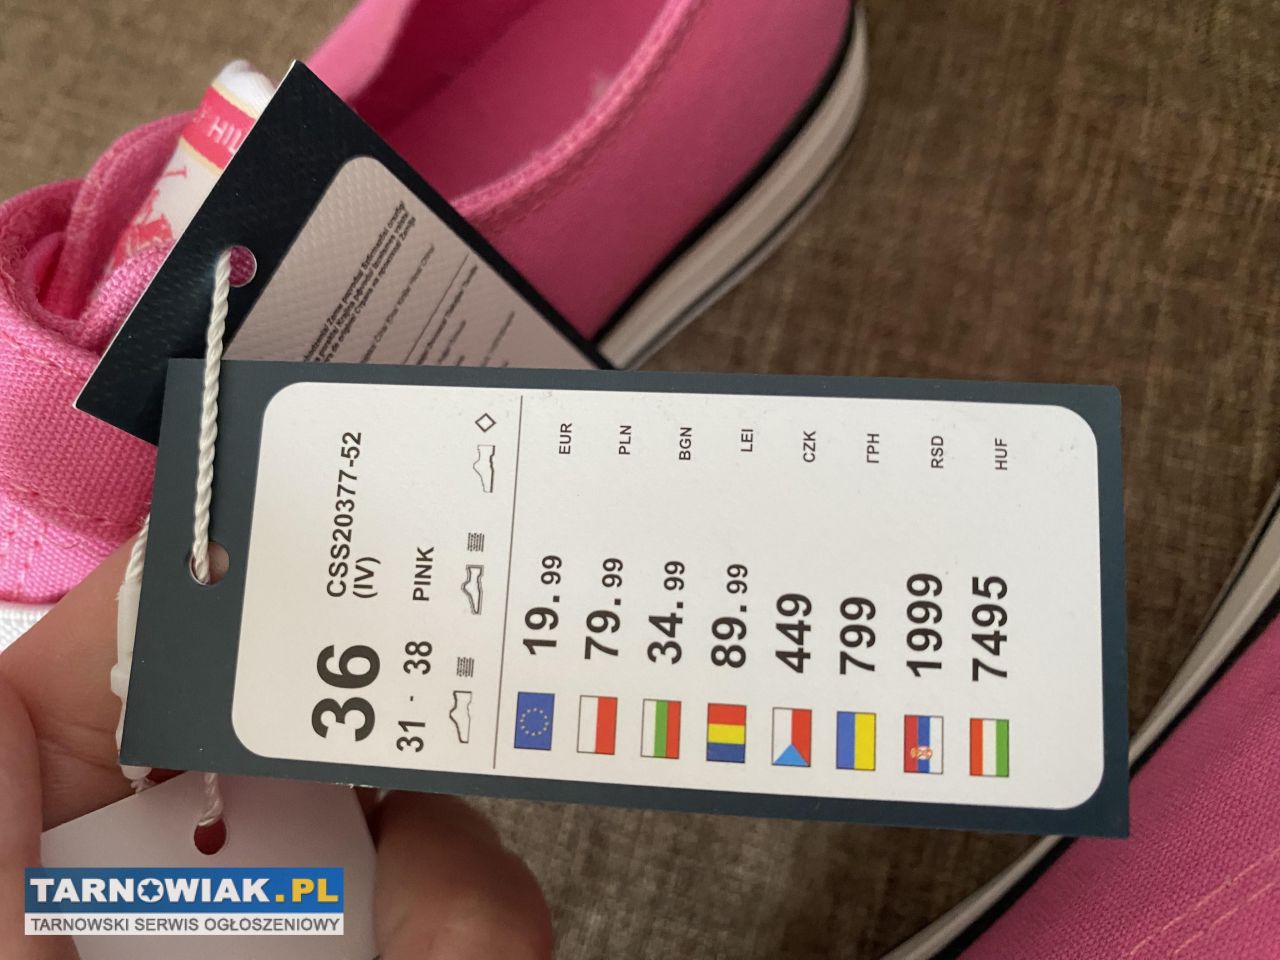 HIL
36 CSS20377-52
(IV)
31 - 38 PINK
19.99 EUR
79.99 PLN
34.99 BGN
89.99 LEI
449 CZK
799 ГРН
1999 RSD
7495 HUF
TARNOWIAK.PL
TARNOWSKI SERWIS OGŁOSZENIOWY